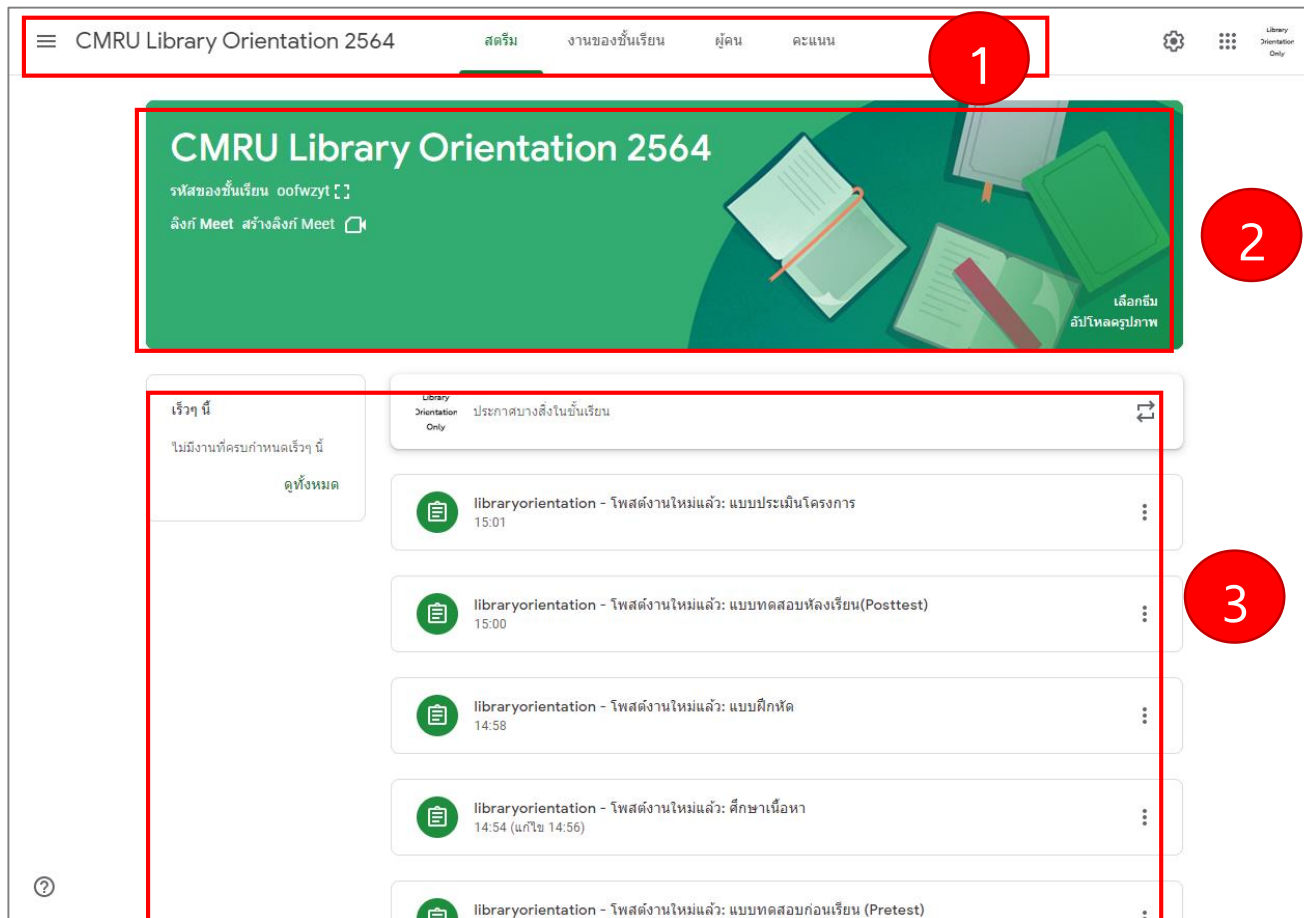 CMRU Library Orientation 2564
สตรีม
งานของชั้นเรียน
ผู้คน
คะแนน
1
Library
Orientation
Only
CMRU Library Orientation 2564
รหัสของชั้นเรียน oofwzyt
ลิงก์ Meet สร้างลิงก์ Meet
2
เลือกธีม
อัปโหลดรูปภาพ
เร็วๆ นี้
ไม่มีงานที่ครบกำหนดเร็วๆ นี้
ดูทั้งหมด
Library
Orientation
Only
ประกาศบางสิ่งในชั้นเรียน
libraryorientation - โพสต์งานใหม่แล้ว: แบบประเมินโครงการ
15:01
libraryorientation - โพสต์งานใหม่แล้ว: แบบทดสอบหัลงเรียน(Posttest)
15:00
3
libraryorientation - โพสต์งานใหม่แล้ว: แบบฝึกหัด
14:58
libraryorientation - โพสต์งานใหม่แล้ว: ศึกษาเนื้อหา
14:54 (แก้ไข 14:56)
libraryorientation - โพสต์งานใหม่แล้ว: แบบทดสอบก่อนเรียน (Pretest)